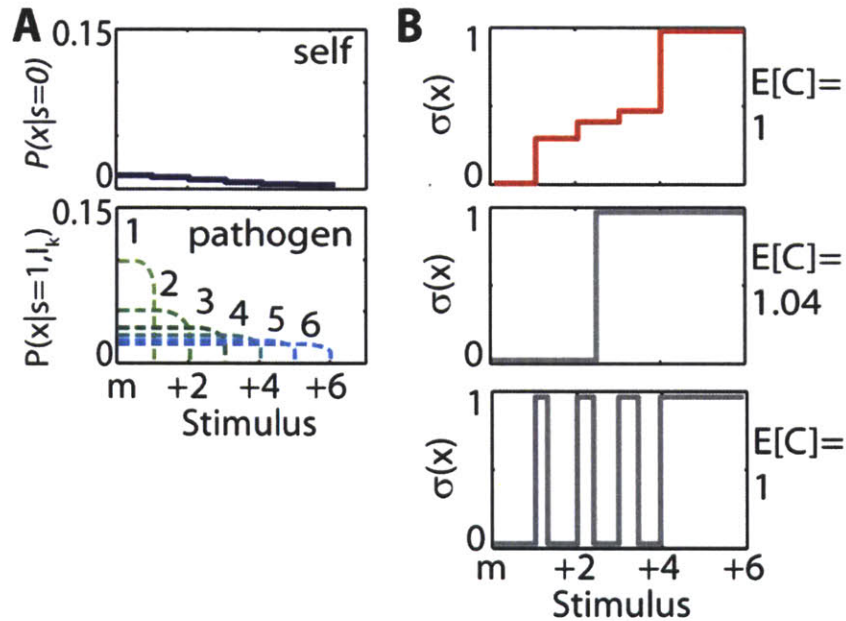 A
0.15
self
P(x|s=0)
0
0.15
pathogen
P(x|s=1,I_k)
1
2
3
4
5
6
0
m +2 +4 +6
Stimulus
B
1
σ(x)
0
E[C]=
1
1
σ(x)
0
E[C]=
1.04
1
σ(x)
0
E[C]=
1
m +2 +4 +6
Stimulus